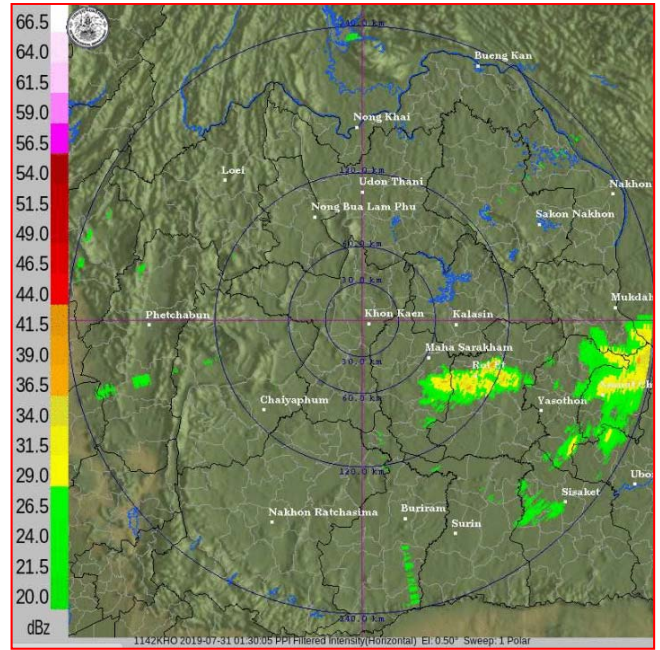 66.5
64.0
61.5
59.0
56.5
54.0
51.5
49.0
46.5
44.0
41.5
39.0
36.5
34.0
31.5
29.0
26.5
24.0
21.5
20.0
dBz
Bueng Kan
Nong Khai
Loei
Udon Thani
Nakhon
Nong Bua Lam Phu
Sakon Nakhon
Mukdah
Phetchabun
Khon Kaen
Kalasin
Maha Sarakham
Roi Et
Chaiyaphum
60.0 km
Yasothon
120.0 km
Ubo
Sisaket
Nakhon Ratchasima
Buriram
Surin
240.0 km
1142KHO 2019-07-31 01:30:05 PPI Filtered Intensity(Horizontal) El: 0.50° Sweep: 1 Polar